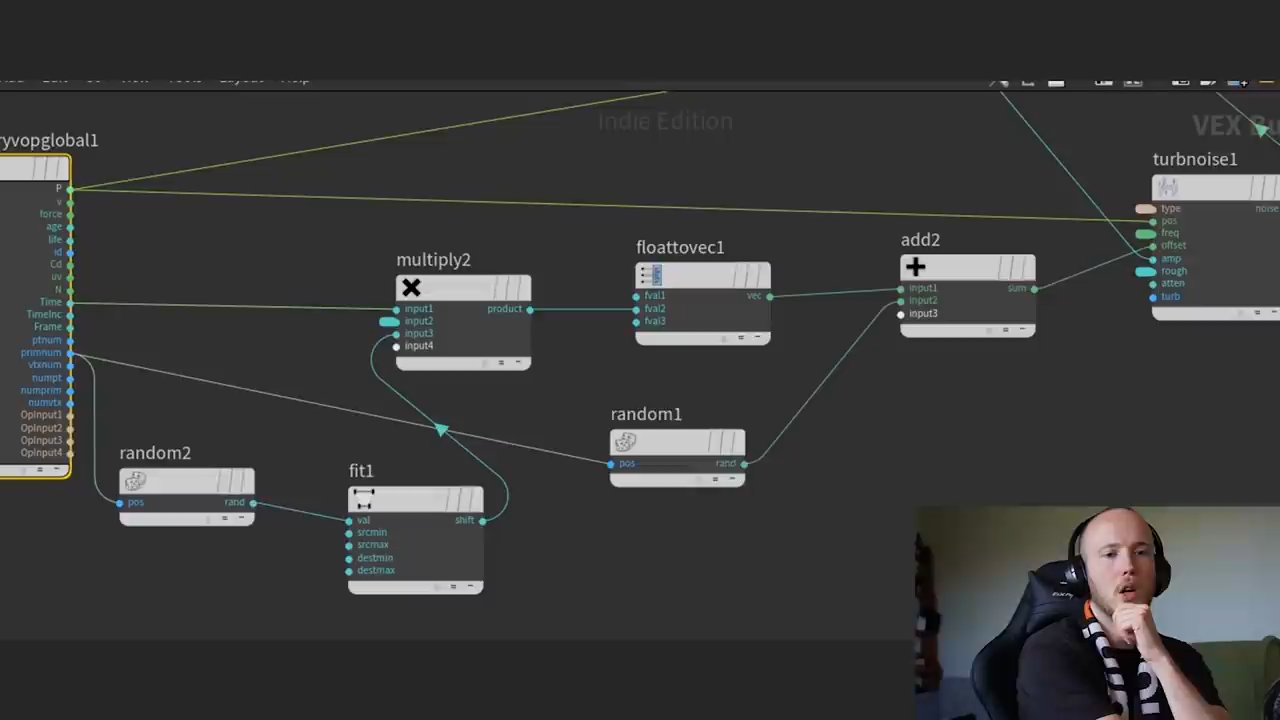 Indie Edition
VEX Bu
ryvopglobal1
P
v
force
age
life
id
Cd
uv
N
Time
TimeInc
Frame
ptnum
primnum
vtxnum
numpt
numprim
numvtx
OpInput1
OpInput2
OpInput3
OpInput4
multiply2
input1
product
input2
input3
input4
floattovec1
fval1
vec
fval2
fval3
add2
input1
sum
input2
input3
turbnoise1
type
noise
pos
freq
offset
amp
rough
atten
turb
random2
pos
rand
fit1
val
shift
srcmin
srcmax
destmin
destmax
random1
pos
rand